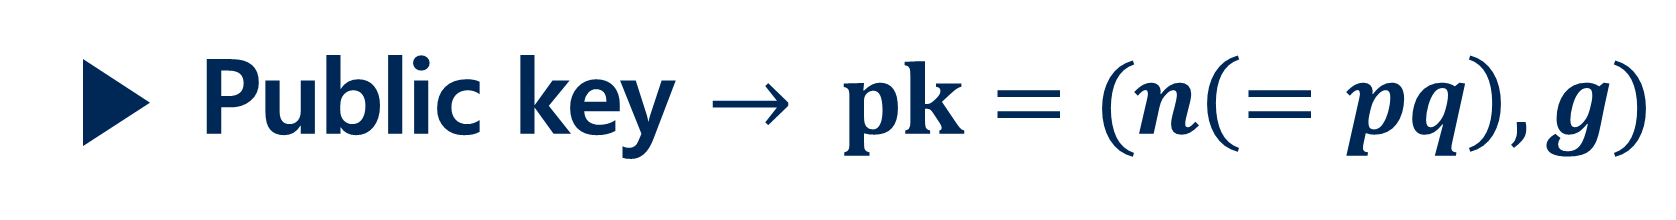 ▶ Public key → pk = (n(= pq), g)